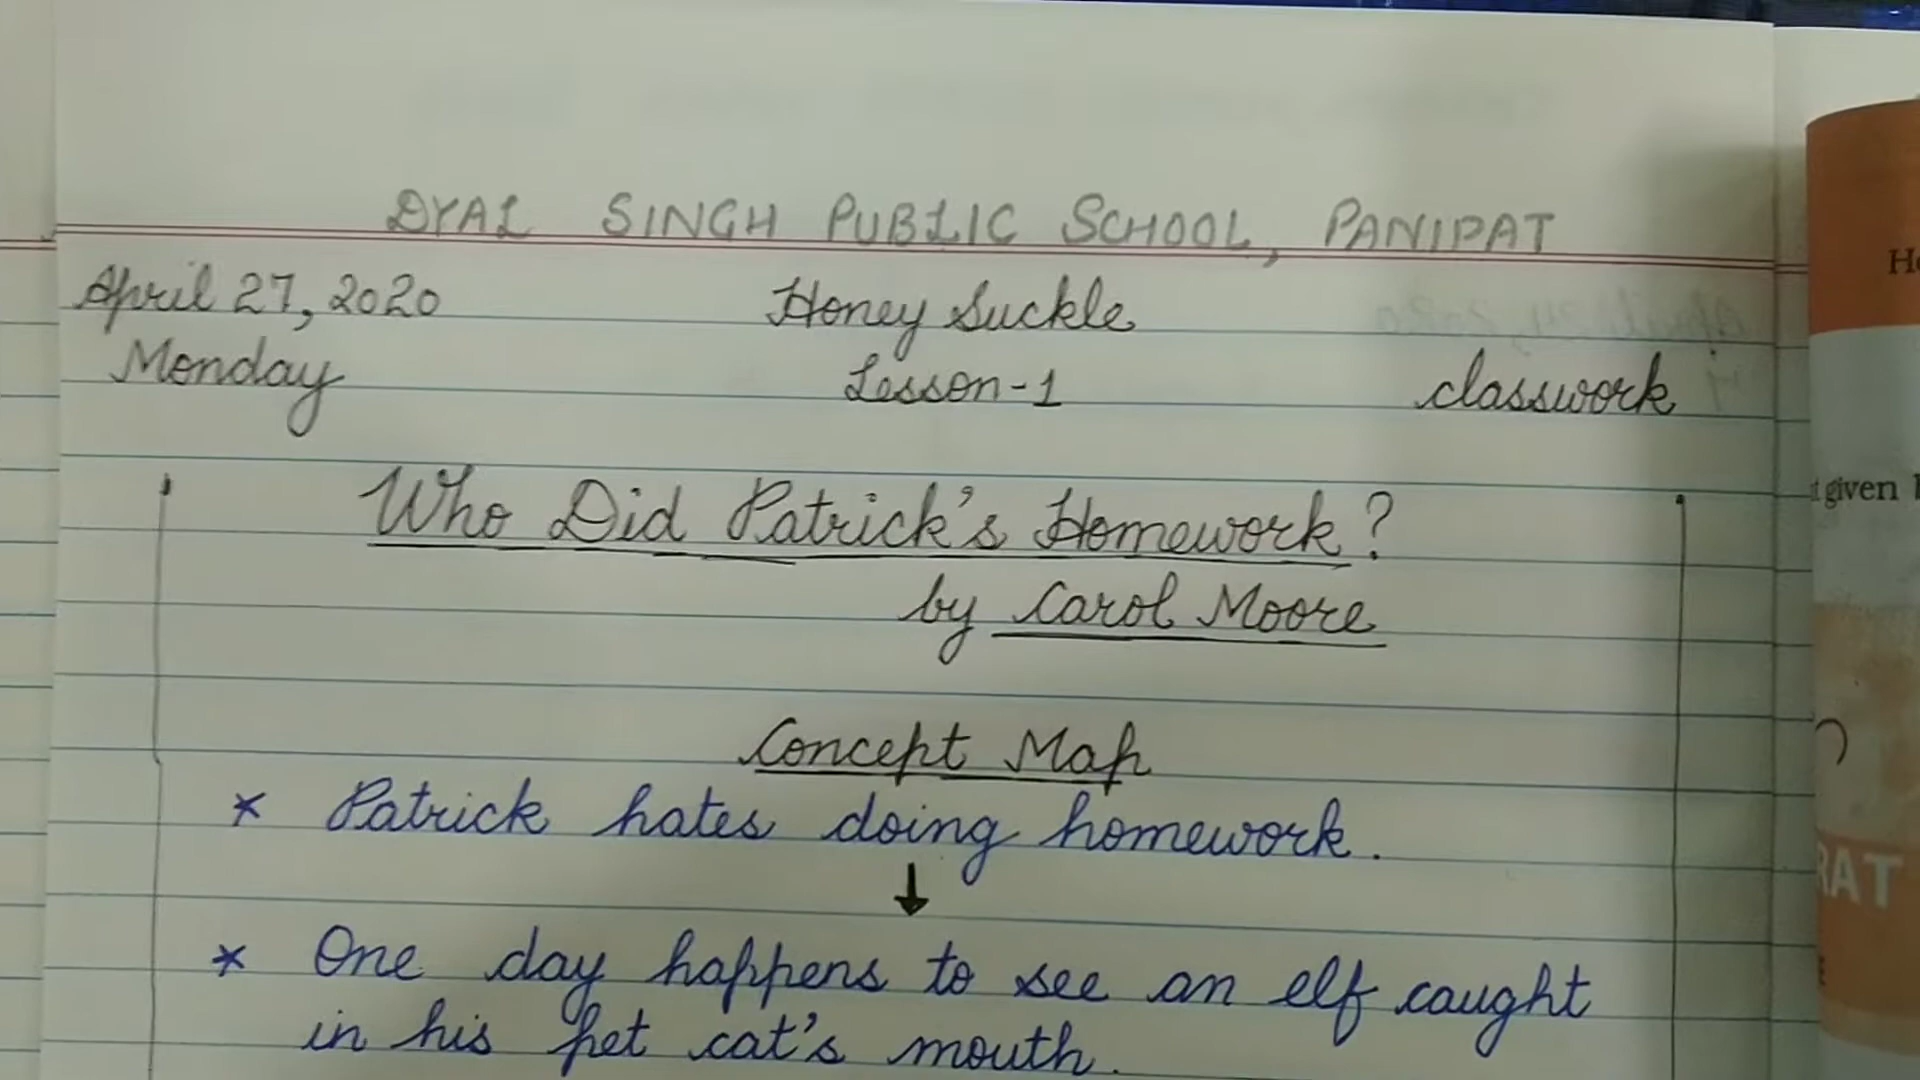 DYAL SINGH PUBLIC SCHOOL, PANIPAT
April 27, 2020 Honey Suckle
Monday Lesson-1 classwork
Who Did Patrick's Homework?
by Carol Moore
Concept Map
* Patrick hates doing homework.
↓
* One day happens to see an elf caught
in his pet cat's mouth.
given
RAT